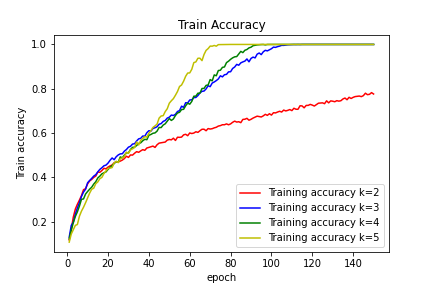 Train Accuracy
Train accuracy
1.0
0.8
0.6
0.4
0.2
Training accuracy k=2
Training accuracy k=3
Training accuracy k=4
Training accuracy k=5
0 20 40 60 80 100 120 140
epoch